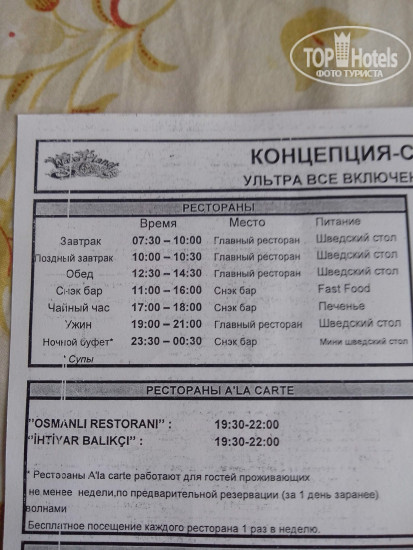 TOP Hotels
ФОТО ТУРИСТА
Water Planet
КОНЦЕПЦИЯ-С
УЛЬТРА ВСЕ ВКЛЮЧЕН
РЕСТОРАНЫ
Время Место Питание
Завтрак 07:30 – 10:00 Главный ресторан Шведский стол
Поздный завтрак 10:00 – 10:30 Главный ресторан Шведский стол
Обед 12:30 – 14:30 Главный ресторан Шведский стол
Снэк бар 11:00 – 16:00 Снэк бар Fast Food
Чайный час 17:00 – 18:00 Снэк бар Печенье
Ужин 19:00 – 21:00 Главный ресторан Шведский стол
Ночной буфет* 23:30 – 00:30 Снэк бар Мини шведский стол
* Супы
РЕСТОРАНЫ A'LA CARTE
"OSMANLI RESTORANI" : 19:30-22:00
"İHTİYAR BALIKÇI" : 19:30-22:00
* Рестораны A'la carte работают для гостей проживающих
не менее недели,по предварительной резервации (за 1 день заранее)
волнами
Бесплатное посещение каждого ресторана 1 раз в неделю.